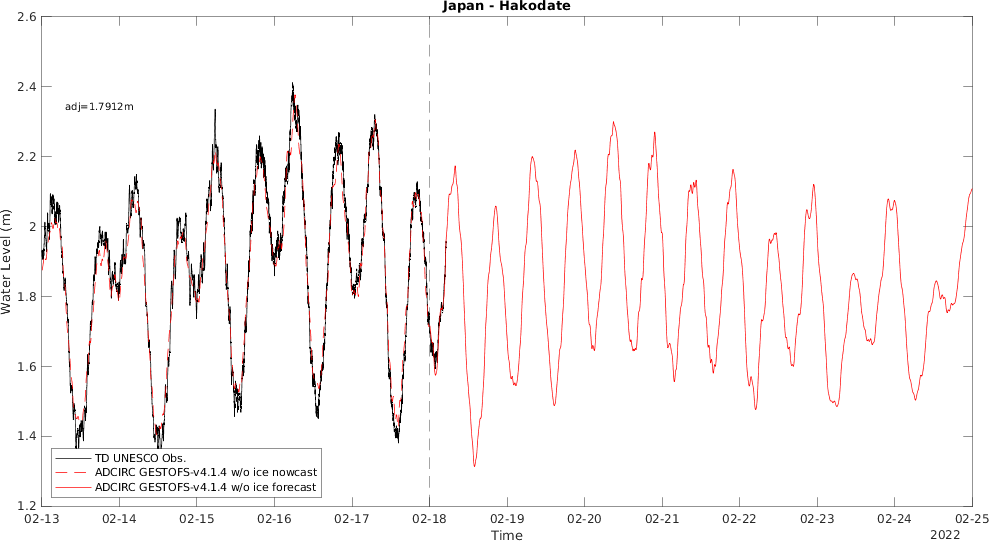 Japan - Hakodate
2.6
2.4
2.2
2
1.8
1.6
1.4
1.2
Water Level (m)
adj=1.7912m
TD UNESCO Obs.
ADCIRC GESTOFS-v4.1.4 w/o ice nowcast
ADCIRC GESTOFS-v4.1.4 w/o ice forecast
02-13 02-14 02-15 02-16 02-17 02-18 02-19 02-20 02-21 02-22 02-23 02-24 02-25
Time
2022